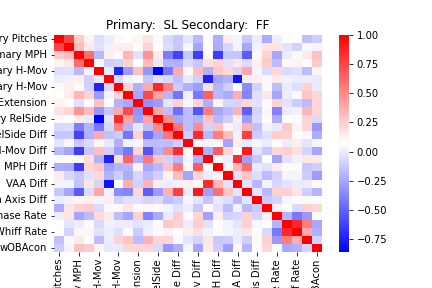 Primary: SL Secondary: FF
ry Pitches
mary MPH
ary H-Mov
ary H-Mov
Extension
y RelSide
elSide Diff
H-Mov Diff
MPH Diff
VAA Diff
n Axis Diff
hase Rate
Whiff Rate
wOBAcon
1.00
0.75
0.50
0.25
0.00
−0.25
−0.50
−0.75
itches
y MPH
H-Mov
H-Mov
ension
elSide
e Diff
v Diff
H Diff
A Diff
is Diff
e Rate
f Rate
BAcon